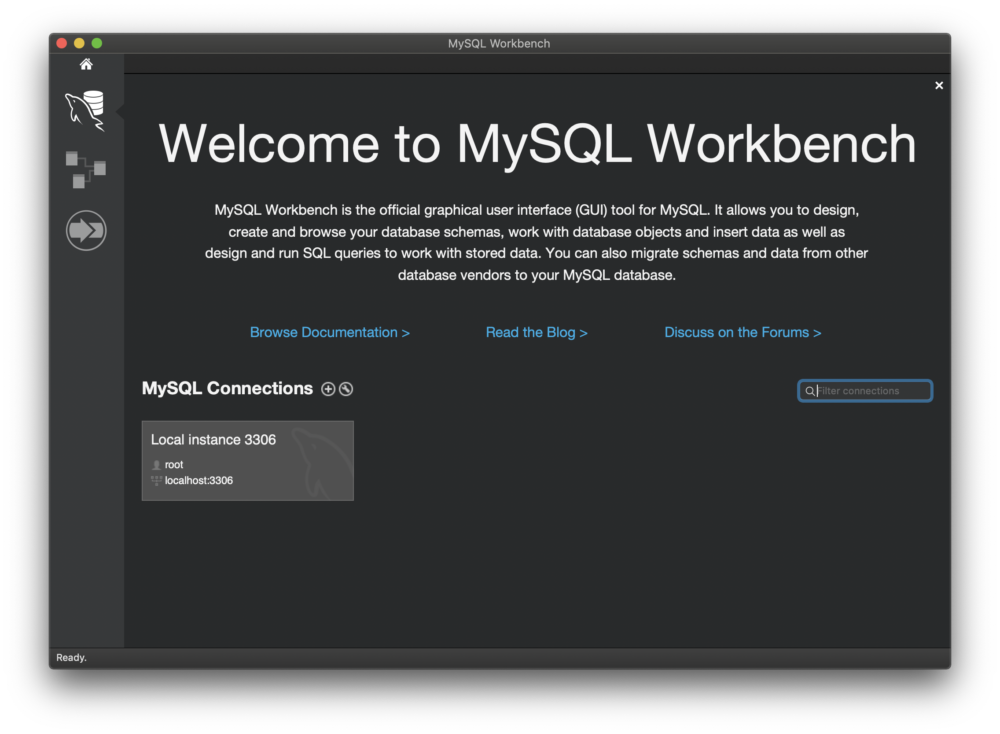 MySQL Workbench
Welcome to MySQL Workbench
MySQL Workbench is the official graphical user interface (GUI) tool for MySQL. It allows you to design,
create and browse your database schemas, work with database objects and insert data as well as
design and run SQL queries to work with stored data. You can also migrate schemas and data from other
database vendors to your MySQL database.
Browse Documentation >
Read the Blog >
Discuss on the Forums >
MySQL Connections
Filter connections
Local instance 3306
root
localhost:3306
Ready.